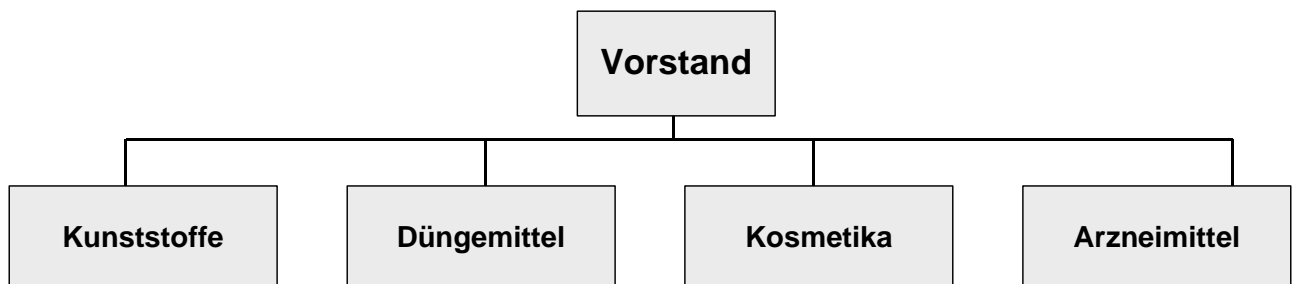 Vorstand
Kunststoffe
Düngemittel
Kosmetika
Arzneimittel